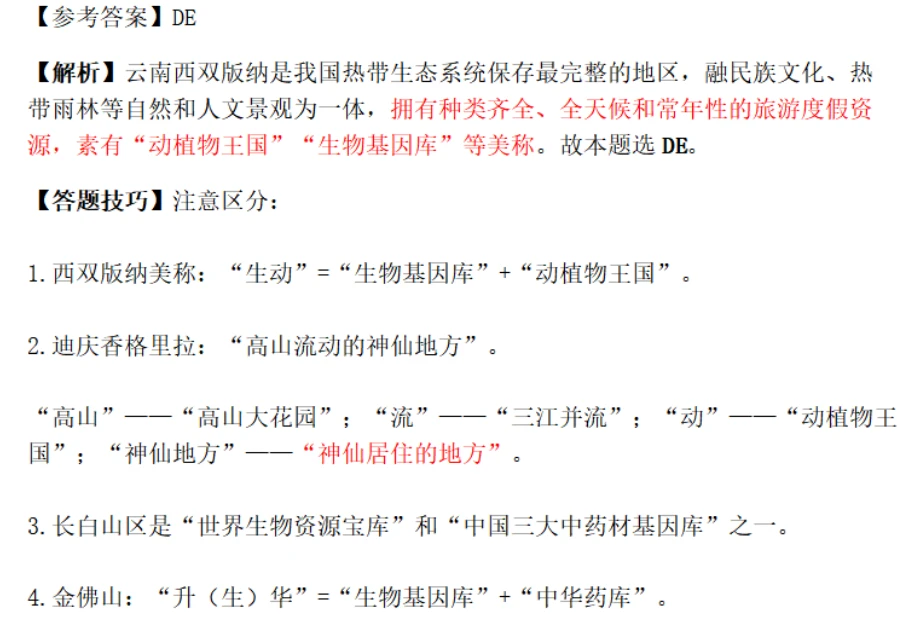 【参考答案】DE
【解析】云南西双版纳是我国热带生态系统保存最完整的地区，融民族文化、热
带雨林等自然和人文景观为一体，拥有种类齐全、全天候和常年性的旅游度假资
源，素有“动植物王国”“生物基因库”等美称。故本题选 DE。
【答题技巧】注意区分：
1.西双版纳美称：“生动”=“生物基因库”+“动植物王国”。
2.迪庆香格里拉：“高山流动的神仙地方”。
“高山”——“高山大花园”；“流”——“三江并流”；“动”——“动植物王
国”；“神仙地方”——“神仙居住的地方”。
3.长白山区是“世界生物资源宝库”和“中国三大中药材基因库”之一。
4.金佛山：“升（生）华”=“生物基因库”+“中华药库”。